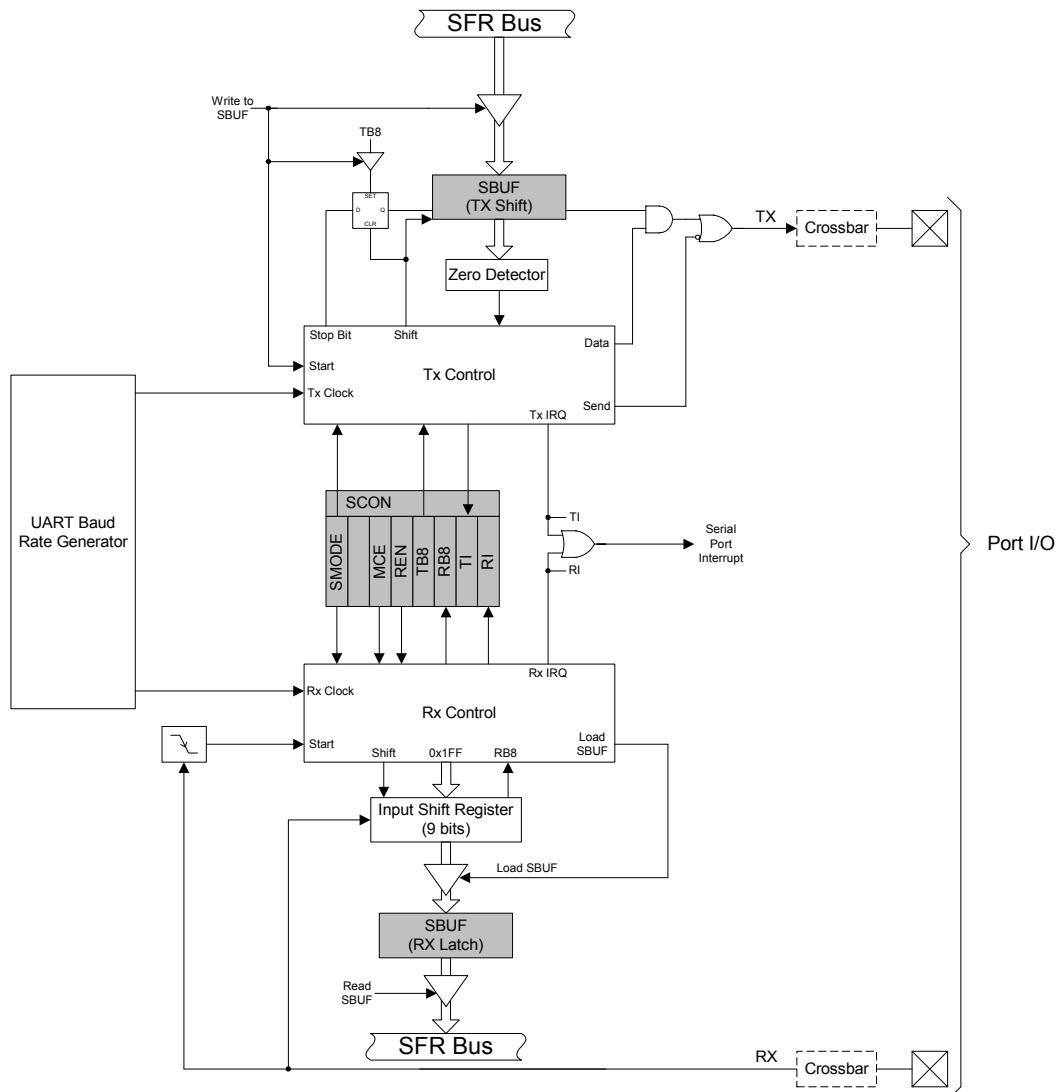 SFR Bus
Write to
SBUF
TB8
SET
D
Q
CLR
SBUF
(TX Shift)
TX
Crossbar
Zero Detector
Stop Bit
Shift
Data
Start
Tx Control
Tx Clock
Send
Tx IRQ
UART Baud
Rate Generator
SCON
SMODE
MCE
REN
TB8
RB8
TI
RI
TI
RI
Serial
Port
Interrupt
Port I/O
Rx IRQ
Rx Clock
Rx Control
Start
Load
SBUF
Shift
0x1FF
RB8
Input Shift Register
(9 bits)
Load SBUF
SBUF
(RX Latch)
Read
SBUF
SFR Bus
RX
Crossbar